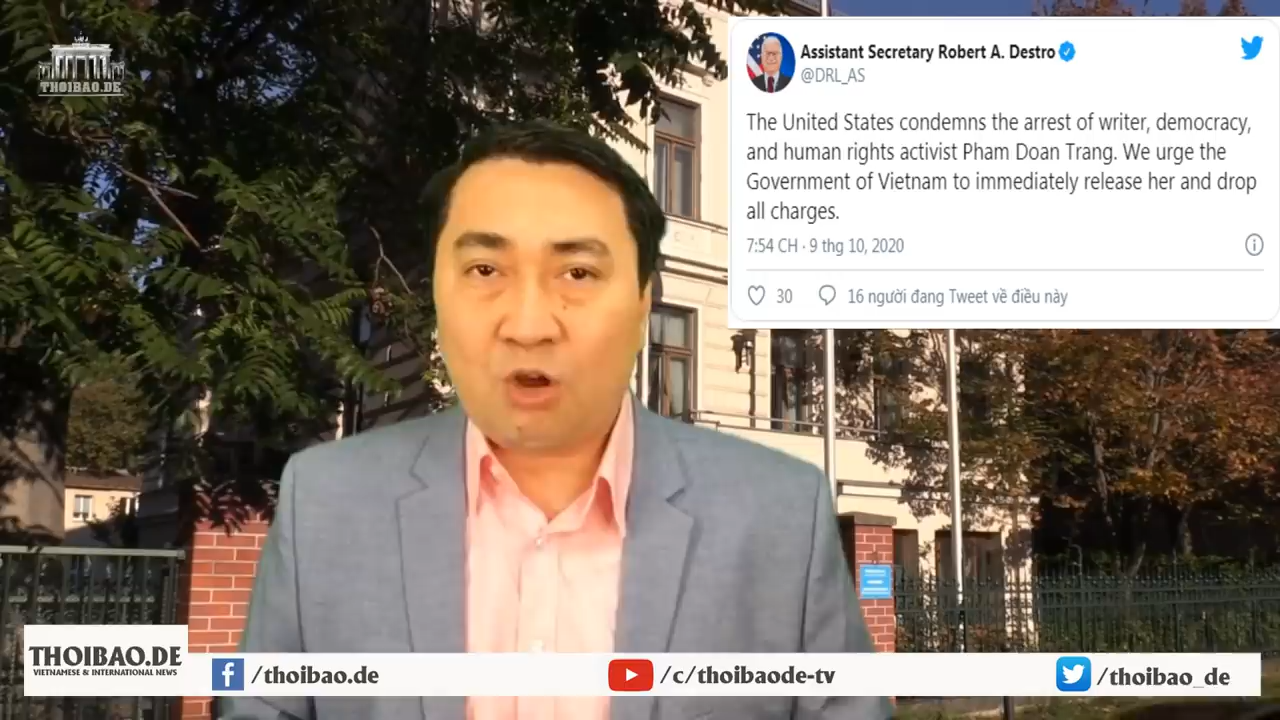 THOIBAO.DE
Assistant Secretary Robert A. Destro
@DRL_AS
The United States condemns the arrest of writer, democracy,
and human rights activist Pham Doan Trang. We urge the
Government of Vietnam to immediately release her and drop
all charges.
7:54 CH · 9 thg 10, 2020
30 16 người đang Tweet về điều này
THOIBAO.DE
VIETNAMESE & INTERNATIONAL NEWS
/thoibao.de
/c/thoibaode-tv
/thoibao_de